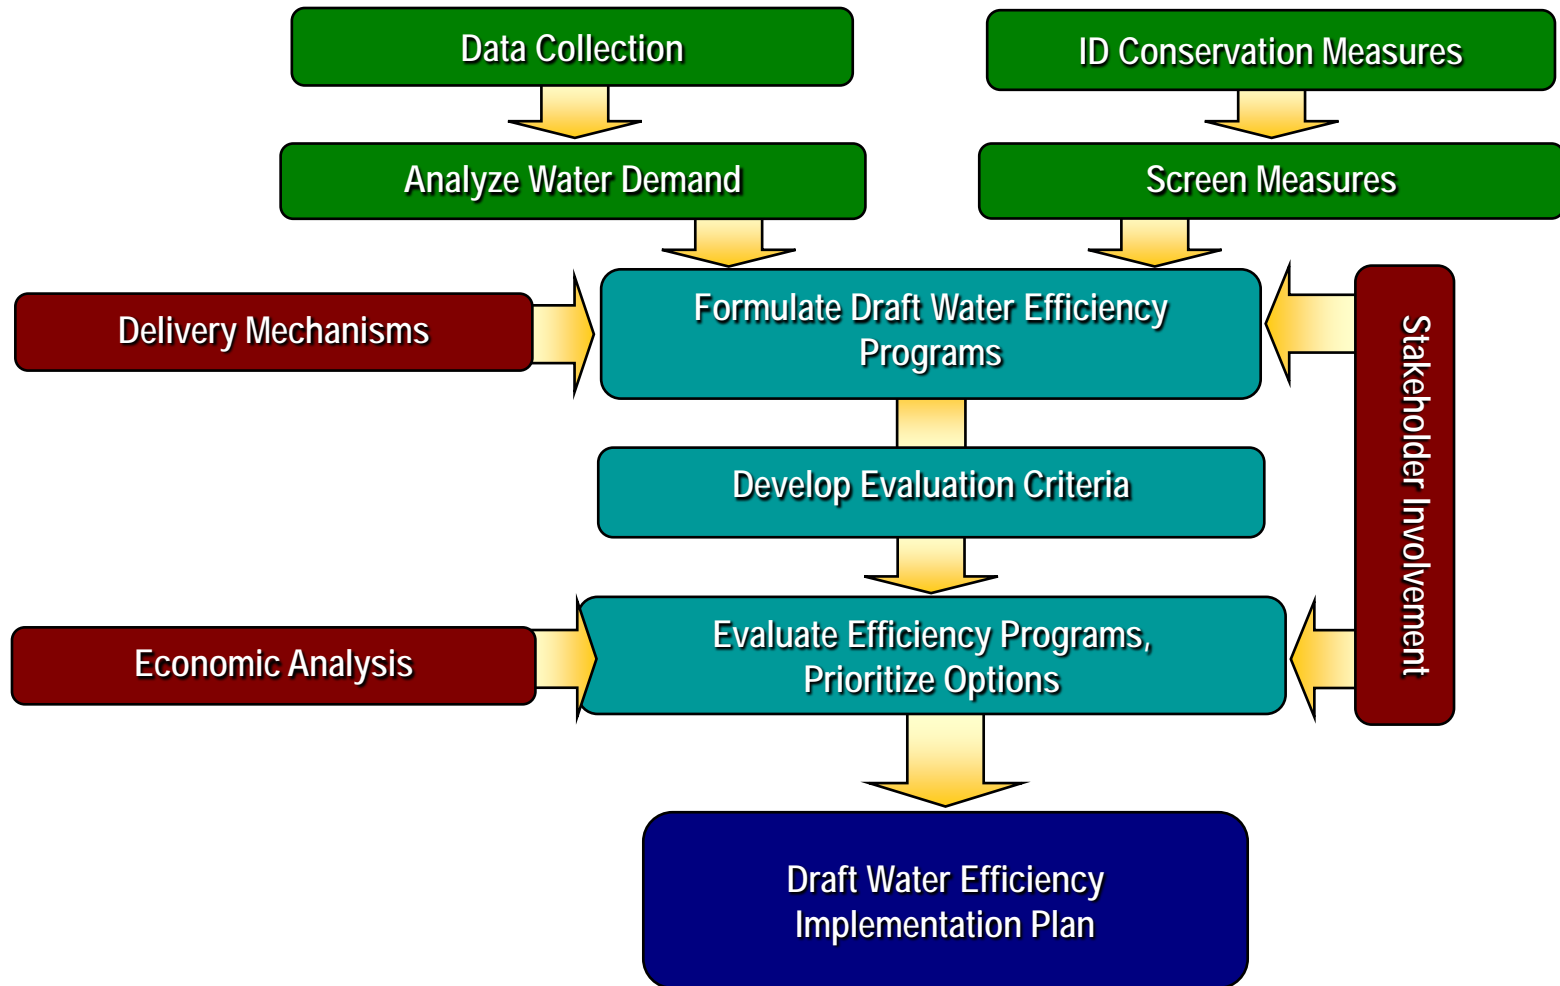 Data Collection
ID Conservation Measures
Analyze Water Demand
Screen Measures
Delivery Mechanisms
Formulate Draft Water Efficiency
Programs
Stakeholder Involvement
Develop Evaluation Criteria
Economic Analysis
Evaluate Efficiency Programs,
Prioritize Options
Draft Water Efficiency
Implementation Plan